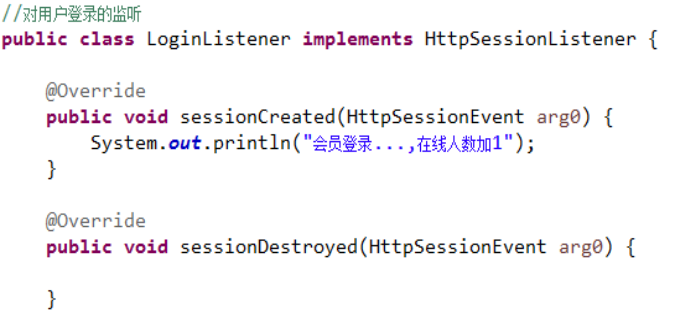 //对用户登录的监听
public class LoginListener implements HttpSessionListener {
@Override
public void sessionCreated(HttpSessionEvent arg0) {
System.out.println("会员登录...,在线人数加1");
}
@Override
public void sessionDestroyed(HttpSessionEvent arg0) {
}